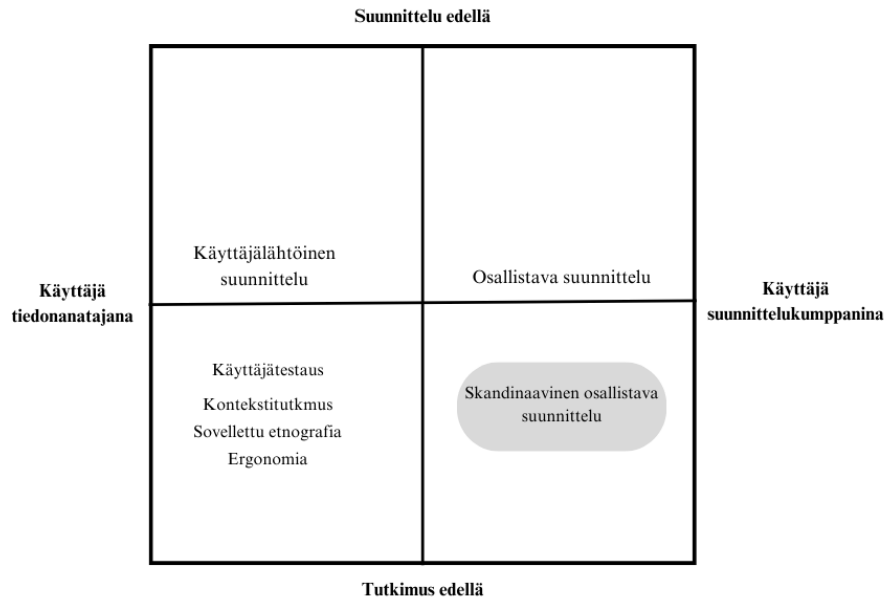 Suunnittelu edellä
Käyttäjälähtöinen
suunnittelu
Osallistava suunnittelu
Käyttäjä
tiedonanatajana
Käyttäjä
suunnittelukumppanina
Käyttäjätestaus
Kontekstitutkmus
Sovellettu etnografia
Ergonomia
Skandinaavinen osallistava
suunnittelu
Tutkimus edellä